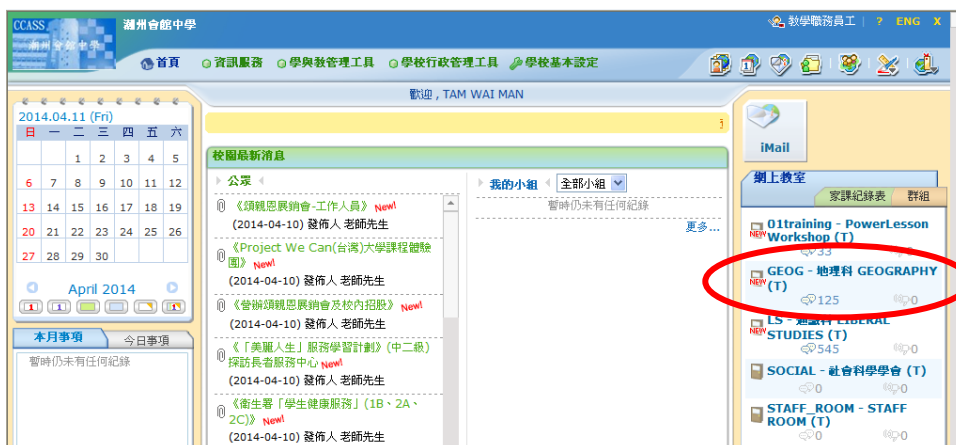 CCASS
潮州會館中學
潮州會館中學
教學職務員工 | ? ENG X
首頁 資訊服務 學與教管理工具 學校行政管理工具 學校基本設定
歡迎 , TAM WAI MAN
2014.04.11 (Fri)
日 一 二 三 四 五 六
1 2 3 4 5
6 7 8 9 10 11 12
13 14 15 16 17 18 19
20 21 22 23 24 25 26
27 28 29 30
April 2014
本月事項 今日事項
暫時仍未有任何紀錄
校園最新消息
公眾
《頌親恩展銷會-工作人員》 New!
(2014-04-10) 發佈人 老師先生
《Project We Can(台灣)大學課程體驗
團》 New!
(2014-04-10) 發佈人 老師先生
《營辦頌親恩展銷會及校內招股》 New!
(2014-04-10) 發佈人 老師先生
《「美麗人生」服務學習計劃》(中二級)
探訪長者服務中心 New!
(2014-04-10) 發佈人 老師先生
《衛生署「學生健康服務」(1B、2A、
2C)》 New!
(2014-04-10) 發佈人 老師先生
我的小組 全部小組
暫時仍未有任何紀錄
更多...
iMail
網上教室
家課紀錄表 群組
NEW 01training - PowerLesson
Workshop (T)
33 0
NEW GEOG - 地理科 GEOGRAPHY
(T)
125 0
NEW LS - 通識科 LIBERAL
STUDIES (T)
545 0
SOCIAL - 社會科學學會 (T)
0 0
STAFF_ROOM - STAFF
ROOM (T)
0 0